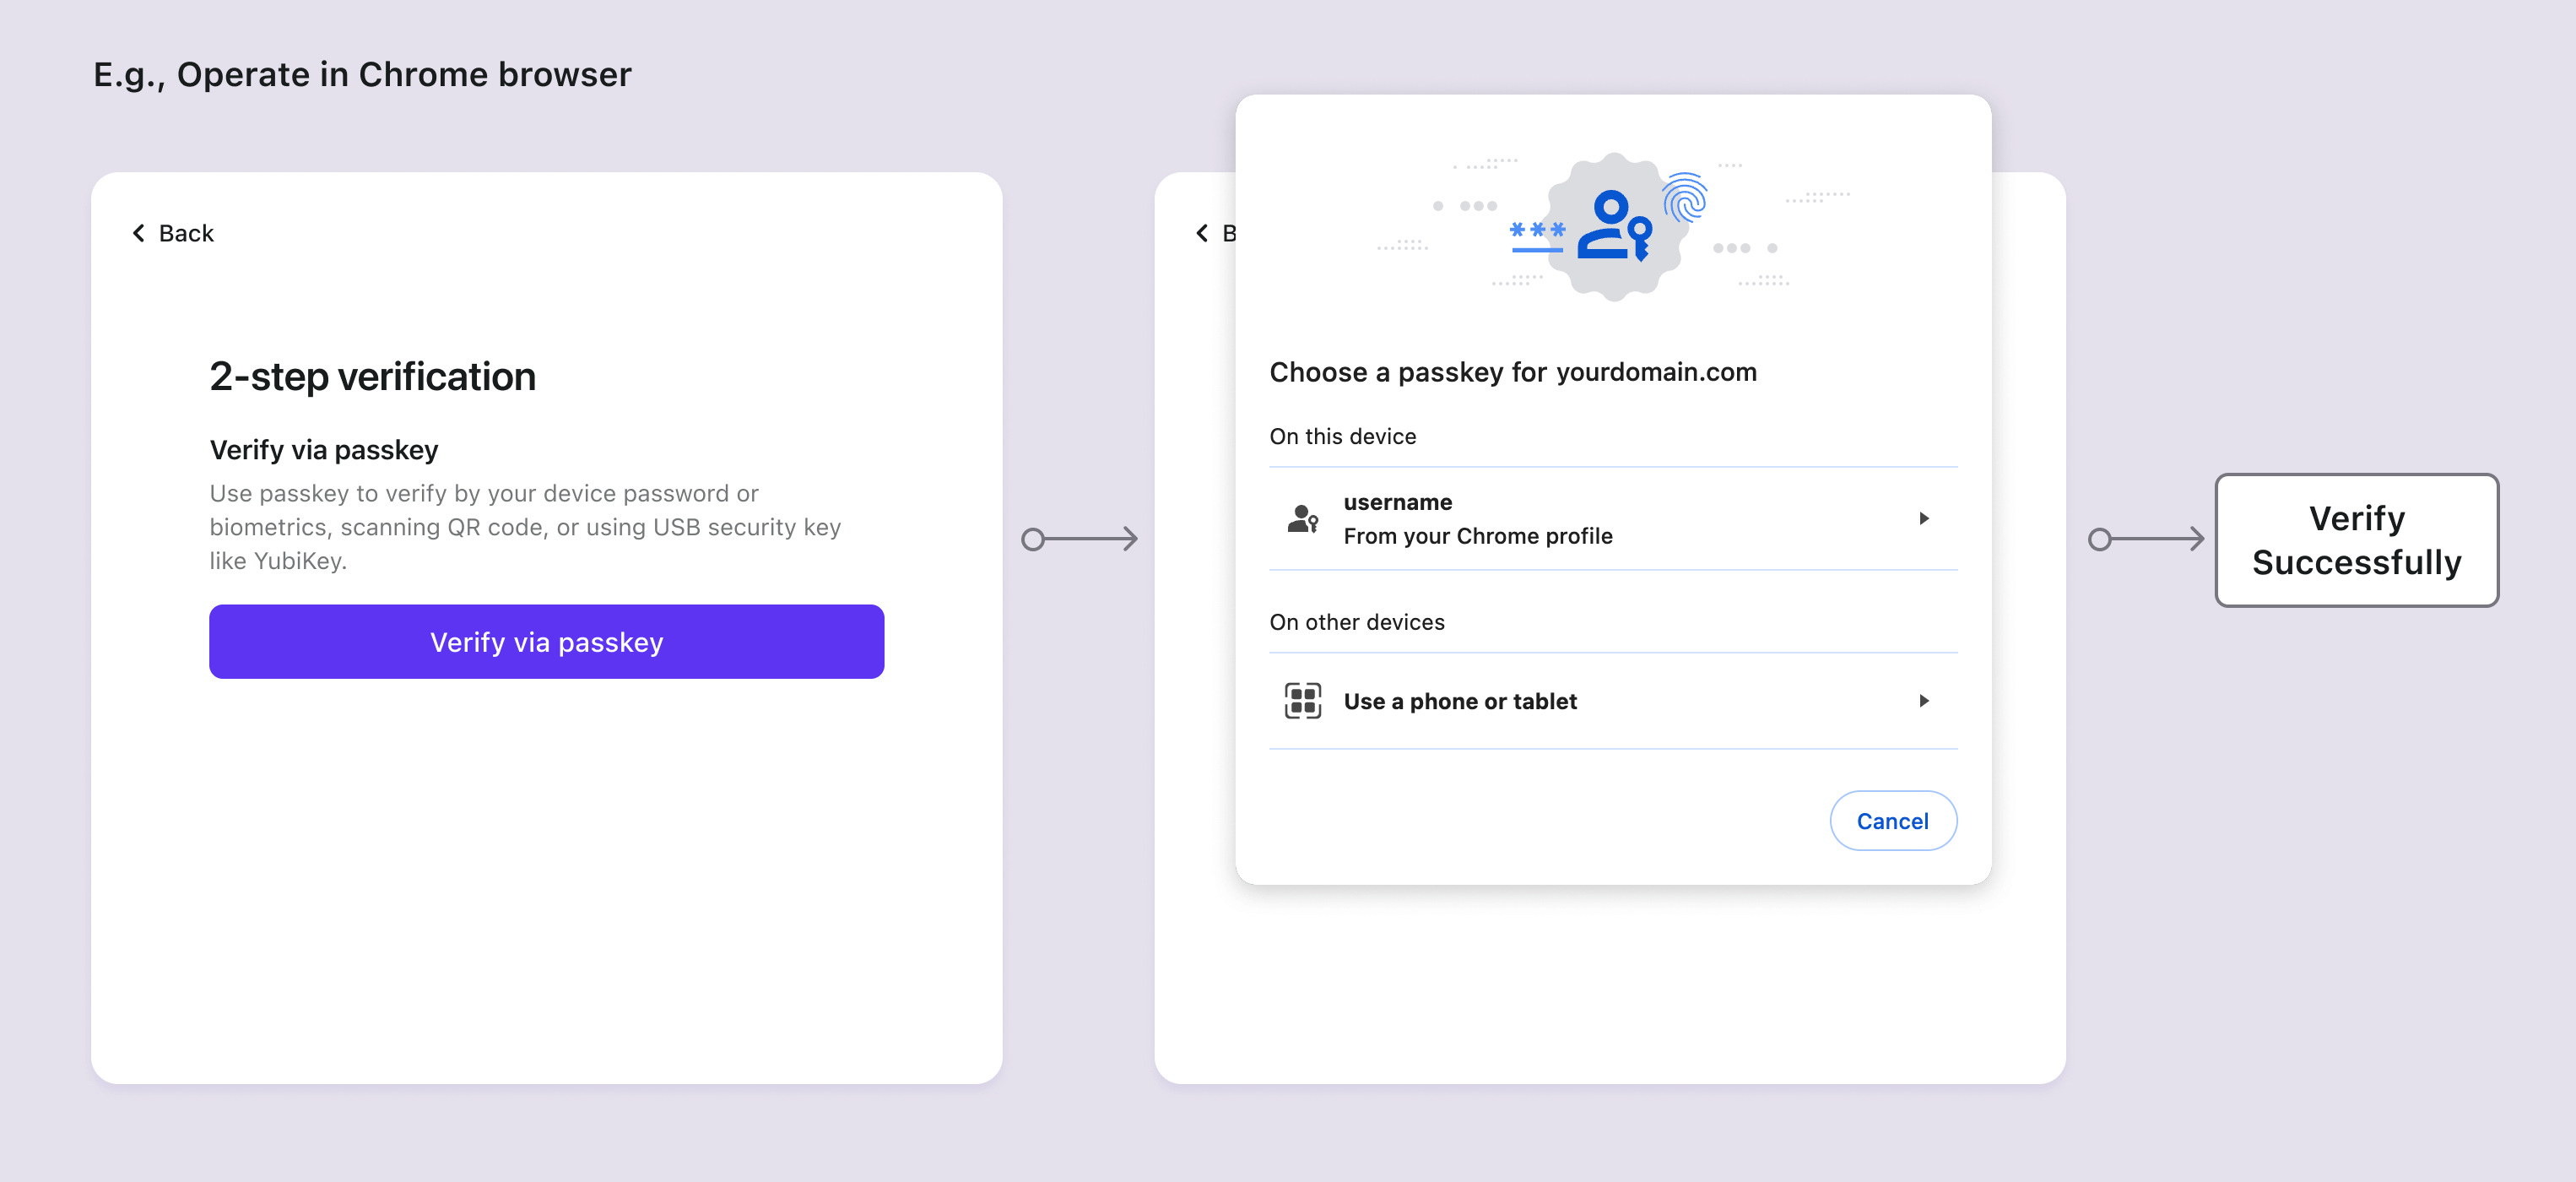 E.g., Operate in Chrome browser
Back
2-step verification
Verify via passkey
Use passkey to verify by your device password or
biometrics, scanning QR code, or using USB security key
like YubiKey.
Verify via passkey
B
***
Choose a passkey for yourdomain.com
On this device
username
From your Chrome profile
On other devices
Use a phone or tablet
Cancel
Verify
Successfully